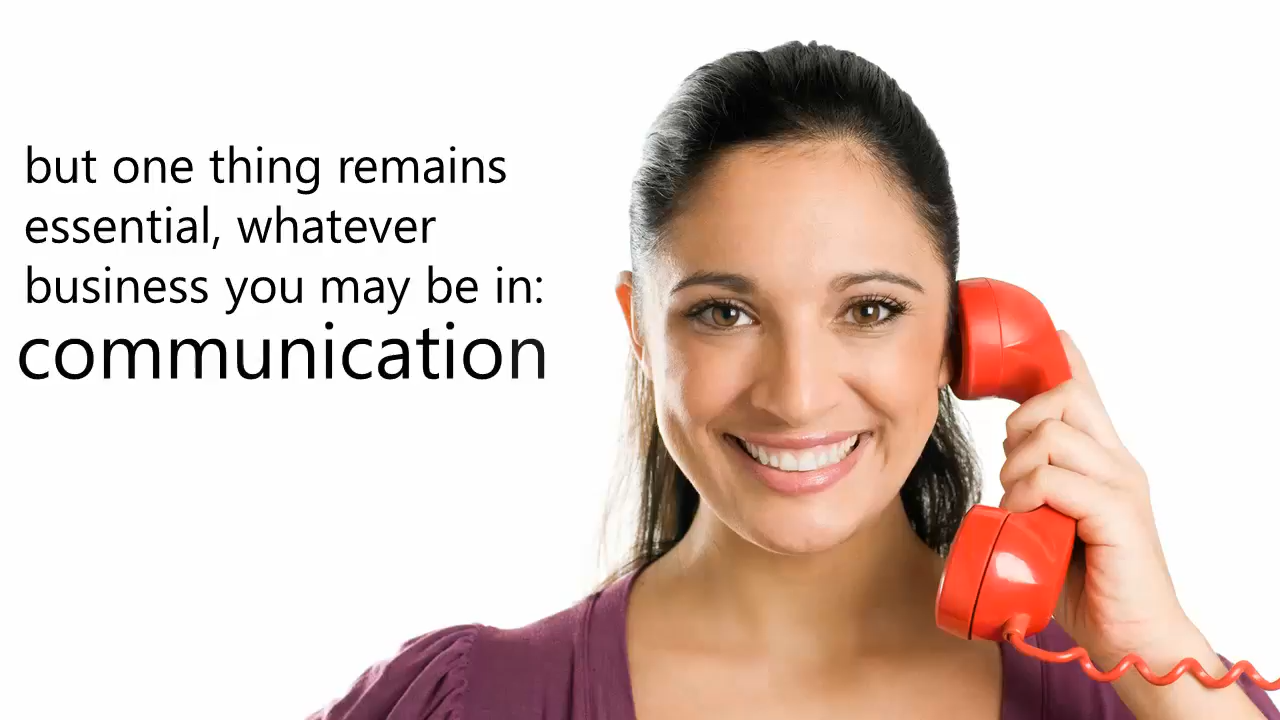 but one thing remains
essential, whatever
business you may be in:
communication